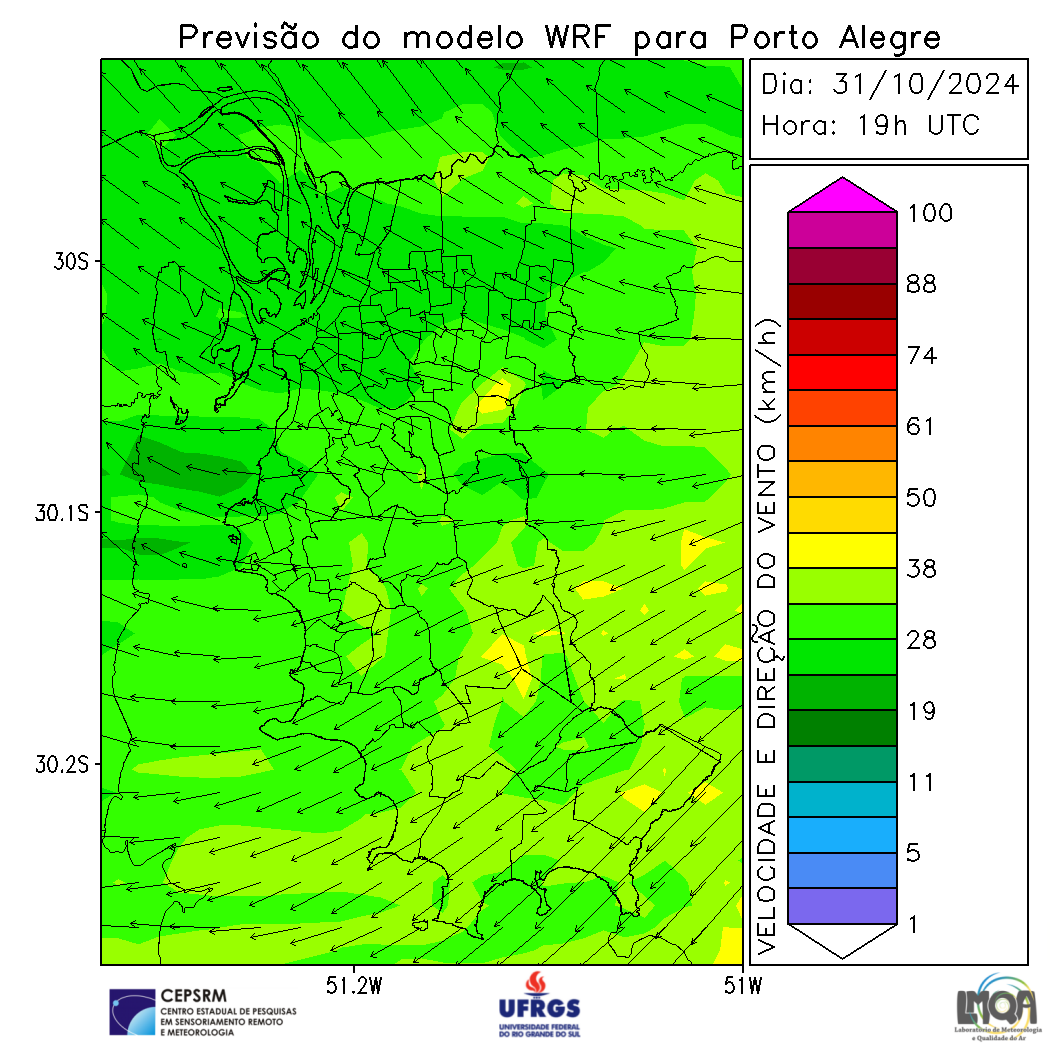 Previsão do modelo WRF para Porto Alegre
Dia: 31/10/2024
Hora: 19h UTC
30S
30.1S
30.2S
51.2W
51W
VELOCIDADE E DIREÇÃO DO VENTO (km/h)
100
88
74
61
50
38
28
19
11
5
1
CEPSRM
CENTRO ESTADUAL DE PESQUISAS
EM SENSORIAMENTO REMOTO
E METEOROLOGIA
UFRGS
UNIVERSIDADE FEDERAL
DO RIO GRANDE DO SUL
LMQA
Laboratório de Meteorologia
e Qualidade do Ar